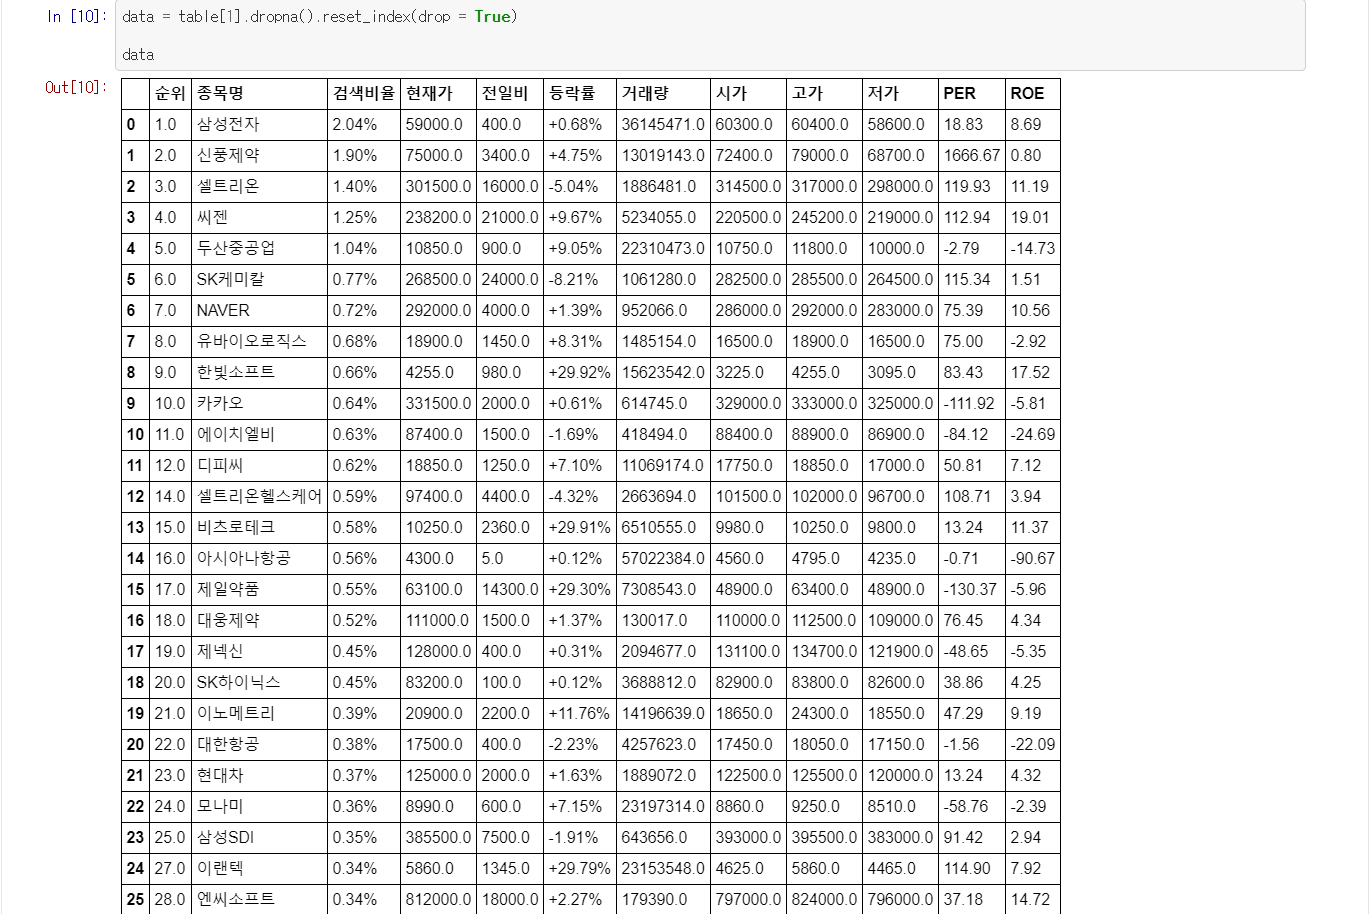 In [10]: data = table[1].dropna().reset_index(drop = True)
data
Out[10]:
순위 종목명 검색비율 현재가 전일비 등락률 거래량 시가 고가 저가 PER ROE
0 1.0 삼성전자 2.04% 59000.0 400.0 +0.68% 36145471.0 60300.0 60400.0 58600.0 18.83 8.69
1 2.0 신풍제약 1.90% 75000.0 3400.0 +4.75% 13019143.0 72400.0 79000.0 68700.0 1666.67 0.80
2 3.0 셀트리온 1.40% 301500.0 16000.0 -5.04% 1886481.0 314500.0 317000.0 298000.0 119.93 11.19
3 4.0 씨젠 1.25% 238200.0 21000.0 +9.67% 5234055.0 220500.0 245200.0 219000.0 112.94 19.01
4 5.0 두산중공업 1.04% 10850.0 900.0 +9.05% 22310473.0 10750.0 11800.0 10000.0 -2.79 -14.73
5 6.0 SK케미칼 0.77% 268500.0 24000.0 -8.21% 1061280.0 282500.0 285500.0 264500.0 115.34 1.51
6 7.0 NAVER 0.72% 292000.0 4000.0 +1.39% 952066.0 286000.0 292000.0 283000.0 75.39 10.56
7 8.0 유바이오로직스 0.68% 18900.0 1450.0 +8.31% 1485154.0 16500.0 18900.0 16500.0 75.00 -2.92
8 9.0 한빛소프트 0.66% 4255.0 980.0 +29.92% 15623542.0 3225.0 4255.0 3095.0 83.43 17.52
9 10.0 카카오 0.64% 331500.0 2000.0 +0.61% 614745.0 329000.0 333000.0 325000.0 -111.92 -5.81
10 11.0 에이치엘비 0.63% 87400.0 1500.0 -1.69% 418494.0 88400.0 88900.0 86900.0 -84.12 -24.69
11 12.0 디피씨 0.62% 18850.0 1250.0 +7.10% 11069174.0 17750.0 18850.0 17000.0 50.81 7.12
12 14.0 셀트리온헬스케어 0.59% 97400.0 4400.0 -4.32% 2663694.0 101500.0 102000.0 96700.0 108.71 3.94
13 15.0 비츠로테크 0.58% 10250.0 2360.0 +29.91% 6510555.0 9980.0 10250.0 9800.0 13.24 11.37
14 16.0 아시아나항공 0.56% 4300.0 5.0 +0.12% 57022384.0 4560.0 4795.0 4235.0 -0.71 -90.67
15 17.0 제일약품 0.55% 63100.0 14300.0 +29.30% 7308543.0 48900.0 63400.0 48900.0 -130.37 -5.96
16 18.0 대웅제약 0.52% 111000.0 1500.0 +1.37% 130017.0 110000.0 112500.0 109000.0 76.45 4.34
17 19.0 제넥신 0.45% 128000.0 400.0 +0.31% 2094677.0 131100.0 134700.0 121900.0 -48.65 -5.35
18 20.0 SK하이닉스 0.45% 83200.0 100.0 +0.12% 3688812.0 82900.0 83800.0 82600.0 38.86 4.25
19 21.0 이노메트리 0.39% 20900.0 2200.0 +11.76% 14196639.0 18650.0 24300.0 18550.0 47.29 9.19
20 22.0 대한항공 0.38% 17500.0 400.0 -2.23% 4257623.0 17450.0 18050.0 17150.0 -1.56 -22.09
21 23.0 현대차 0.37% 125000.0 2000.0 +1.63% 1889072.0 122500.0 125500.0 120000.0 13.24 4.32
22 24.0 모나미 0.36% 8990.0 600.0 +7.15% 23197314.0 8860.0 9250.0 8510.0 -58.76 -2.39
23 25.0 삼성SDI 0.35% 385500.0 7500.0 -1.91% 643656.0 393000.0 395500.0 383000.0 91.42 2.94
24 27.0 이랜텍 0.34% 5860.0 1345.0 +29.79% 23153548.0 4625.0 5860.0 4465.0 114.90 7.92
25 28.0 엔씨소프트 0.34% 812000.0 18000.0 +2.27% 179390.0 797000.0 824000.0 796000.0 37.18 14.72